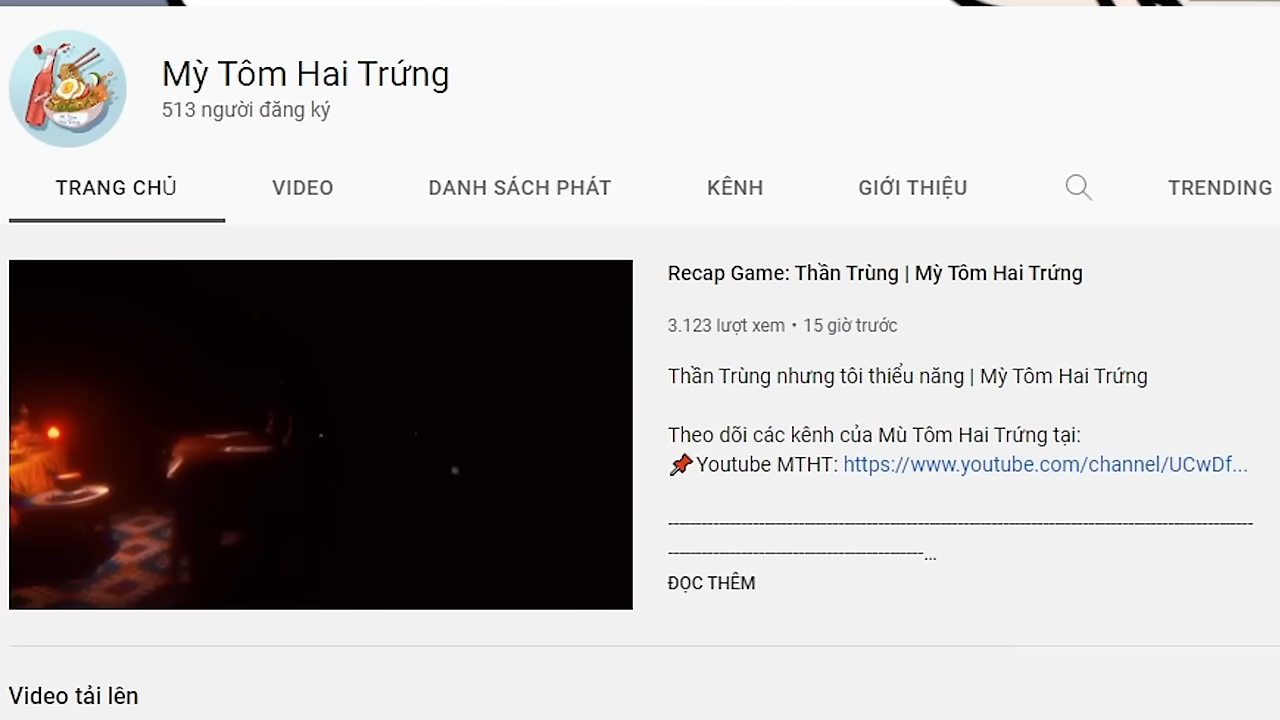 Mỳ Tôm Hai Trứng
513 người đăng ký
TRANG CHỦ
VIDEO
DANH SÁCH PHÁT
KÊNH
GIỚI THIỆU
TRENDING
Recap Game: Thần Trùng | Mỳ Tôm Hai Trứng
3.123 lượt xem • 15 giờ trước
Thần Trùng nhưng tôi thiểu năng | Mỳ Tôm Hai Trứng
Theo dõi các kênh của Mù Tôm Hai Trứng tại:
📌Youtube MTHT: https://www.youtube.com/channel/UCwDf...
----------------------------------------------------------------------------------------------------
--------------------------------------------...
ĐỌC THÊM
Video tải lên